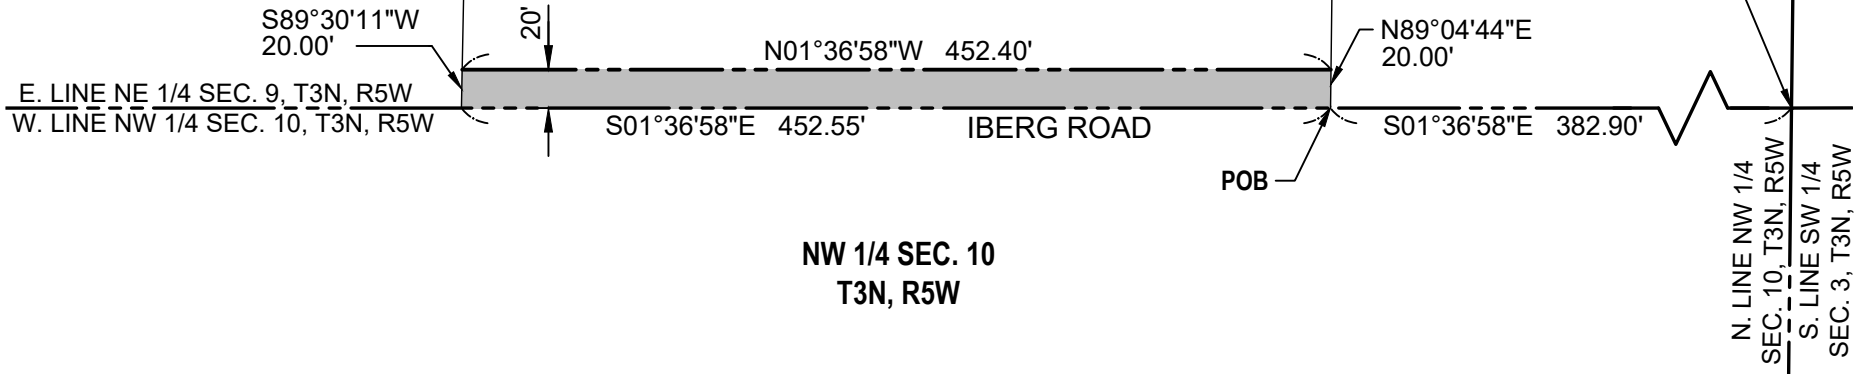 S89°30'11"W
20.00'
20'
N01°36'58"W 452.40'
N89°04'44"E
20.00'
E. LINE NE 1/4 SEC. 9, T3N, R5W
W. LINE NW 1/4 SEC. 10, T3N, R5W
S01°36'58"E 452.55'
IBERG ROAD
S01°36'58"E 382.90'
POB
NW 1/4 SEC. 10
T3N, R5W
N. LINE NW 1/4
SEC. 10, T3N, R5W
S. LINE SW 1/4
SEC. 3, T3N, R5W